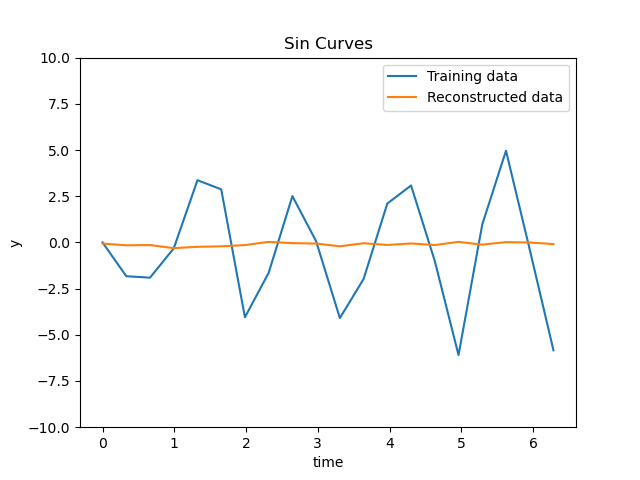 Sin Curves
Training data
Reconstructed data
10.0
7.5
5.0
2.5
0.0
−2.5
−5.0
−7.5
−10.0
y
0 1 2 3 4 5 6
time